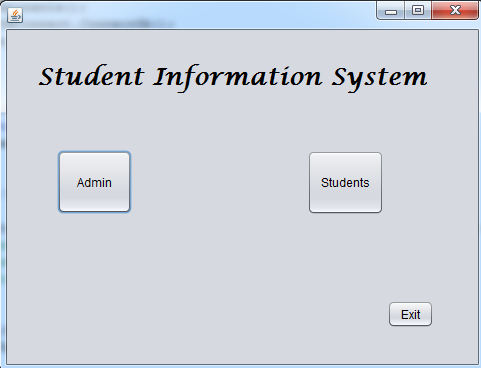 Student Information System
Admin
Students
Exit